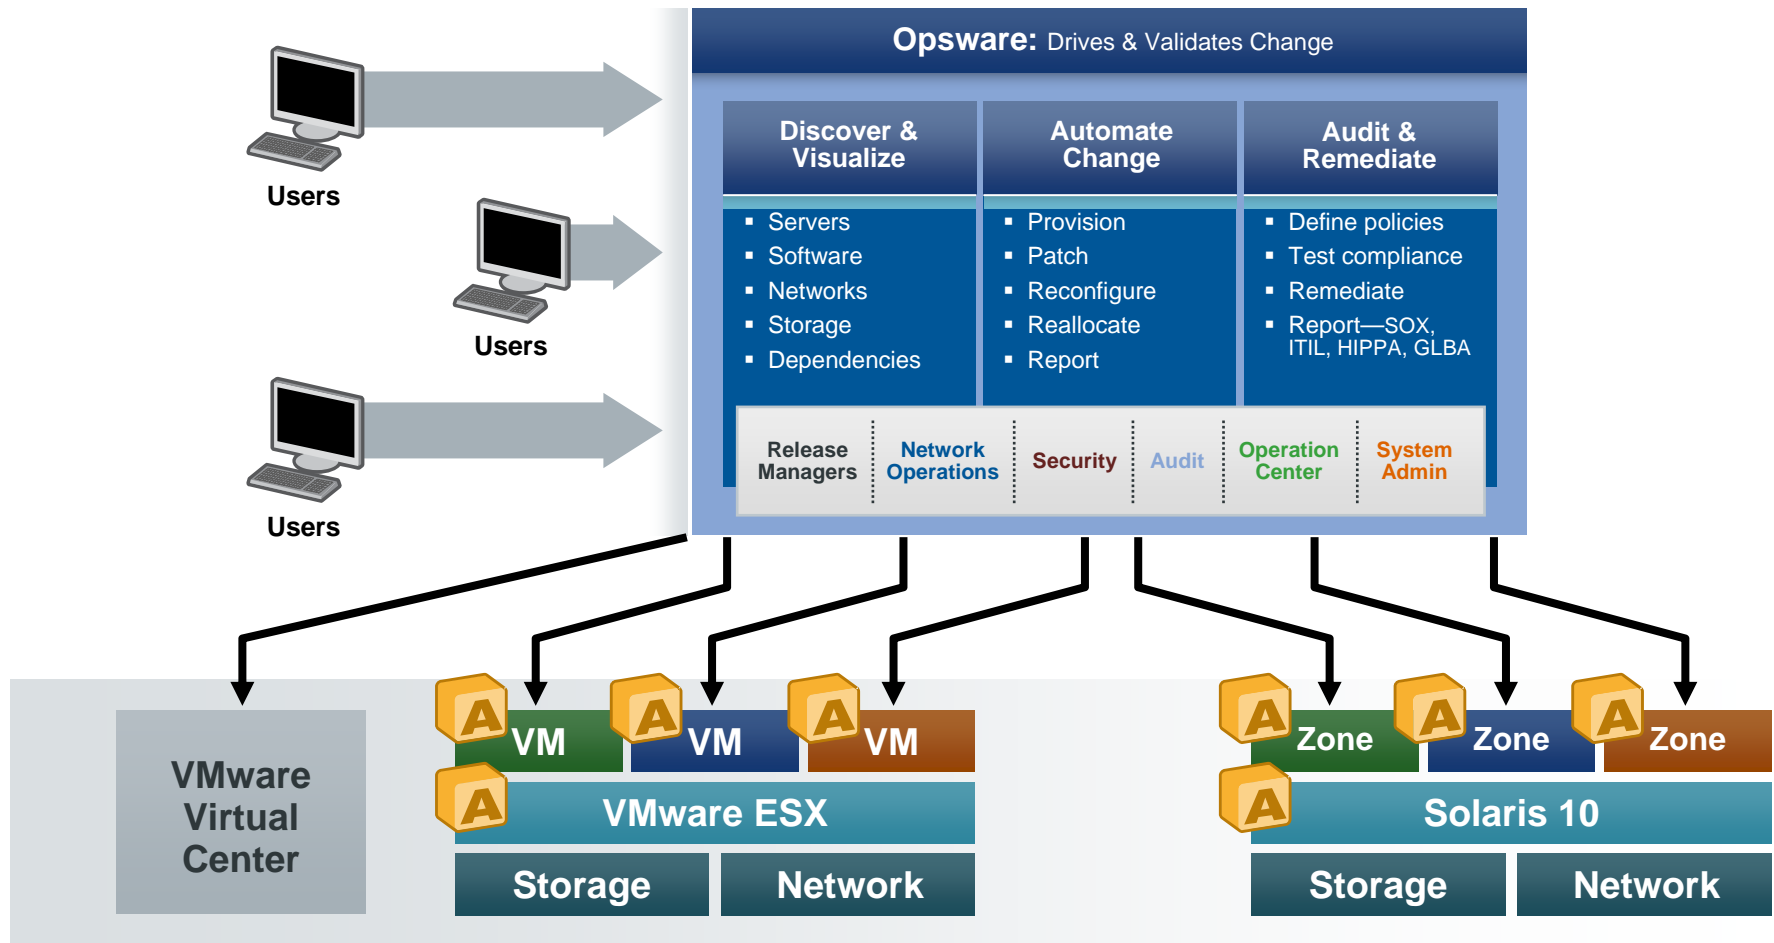 Opsware: Drives & Validates Change
Discover &
Visualize
Automate
Change
Audit &
Remediate
▪ Servers
▪ Software
▪ Networks
▪ Storage
▪ Dependencies
▪ Provision
▪ Patch
▪ Reconfigure
▪ Reallocate
▪ Report
▪ Define policies
▪ Test compliance
▪ Remediate
▪ Report—SOX,
ITIL, HIPPA, GLBA
Release
Managers
Network
Operations
Security
Audit
Operation
Center
System
Admin
Users
Users
Users
VMware
Virtual
Center
A
VM
A
VM
A
VM
A
VMware ESX
Storage
Network
A
Zone
A
Zone
A
Zone
A
Solaris 10
Storage
Network